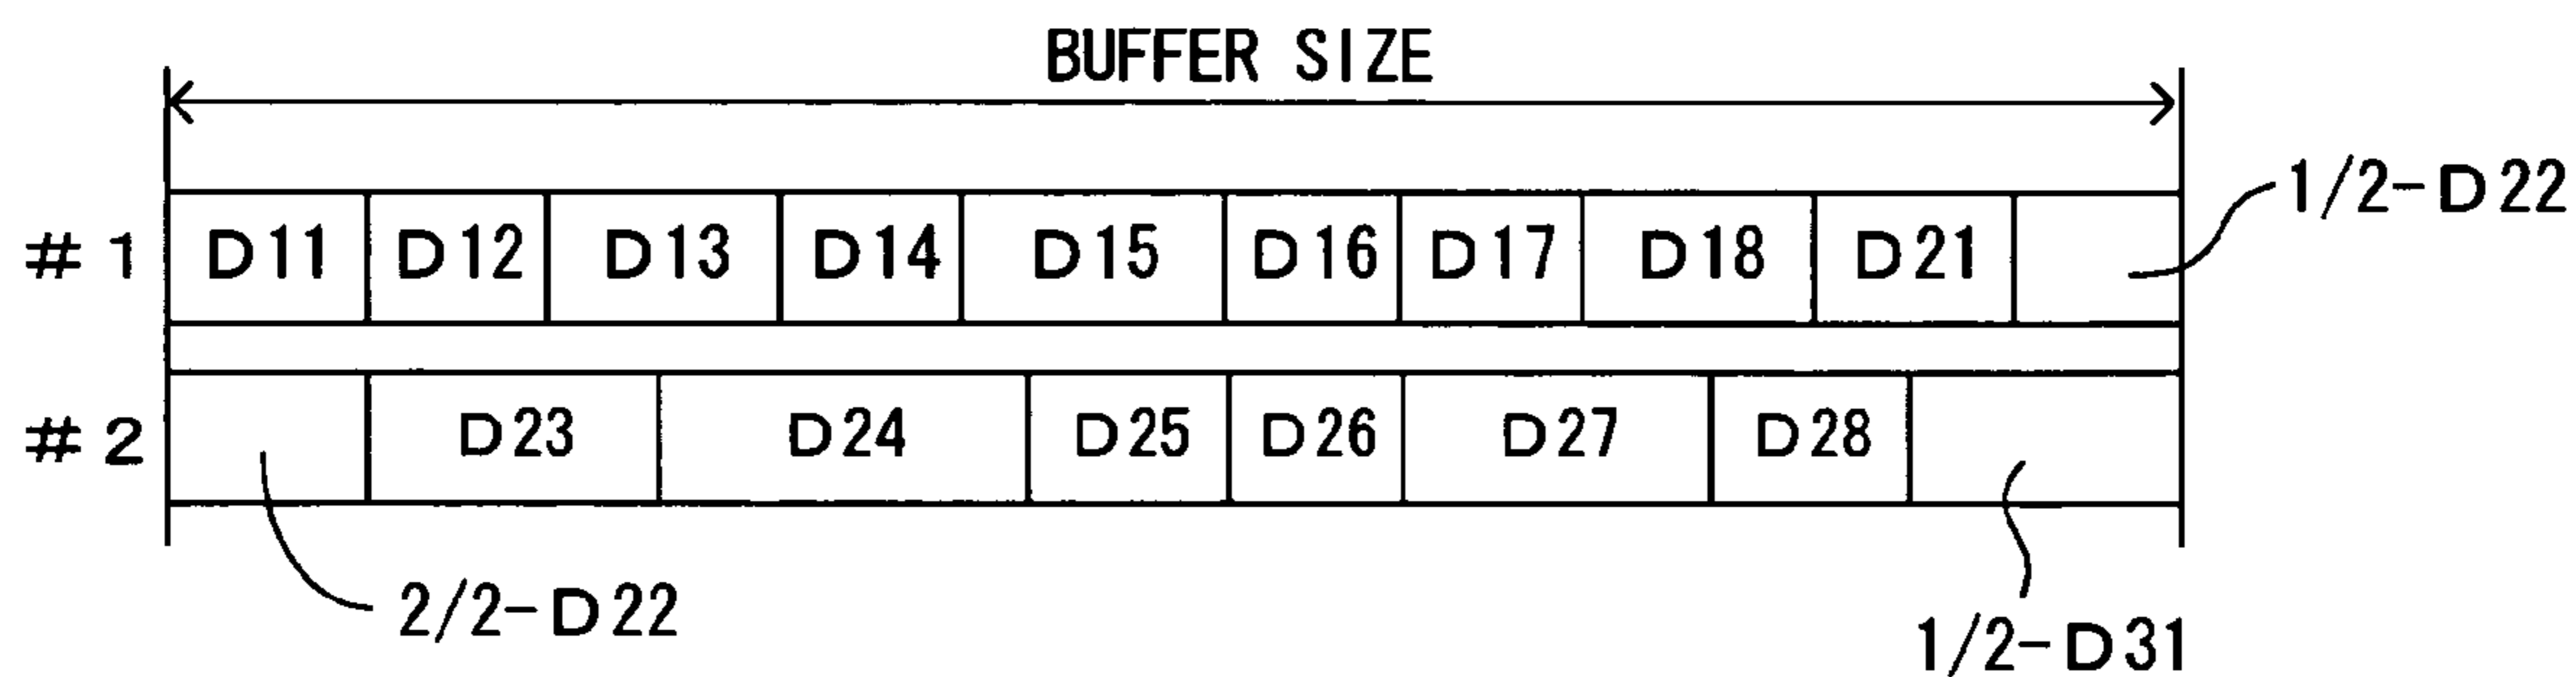 BUFFER SIZE
1/2-D22
#1 D11 D12 D13 D14 D15 D16 D17 D18 D21
#2 D23 D24 D25 D26 D27 D28
2/2-D22
1/2-D31